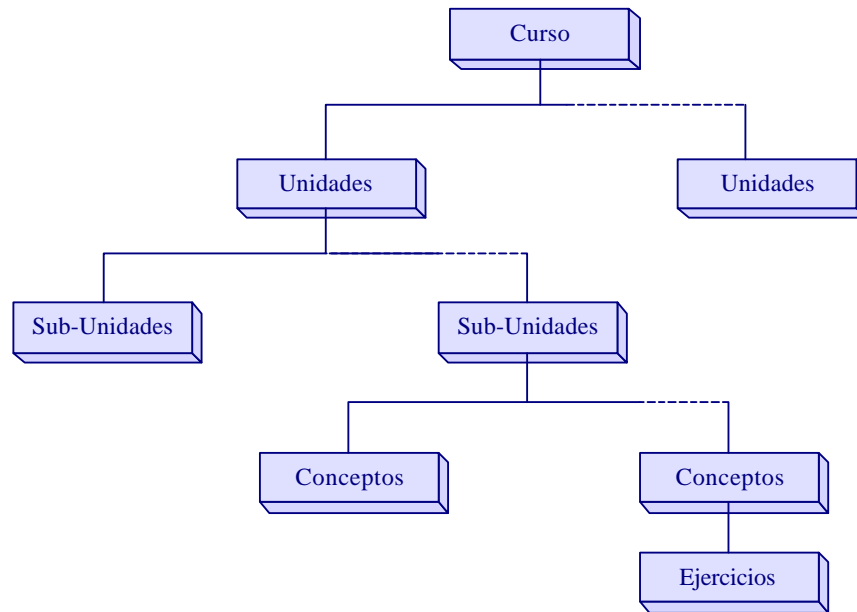 Curso
Unidades
Unidades
Sub-Unidades
Sub-Unidades
Conceptos
Conceptos
Ejercicios